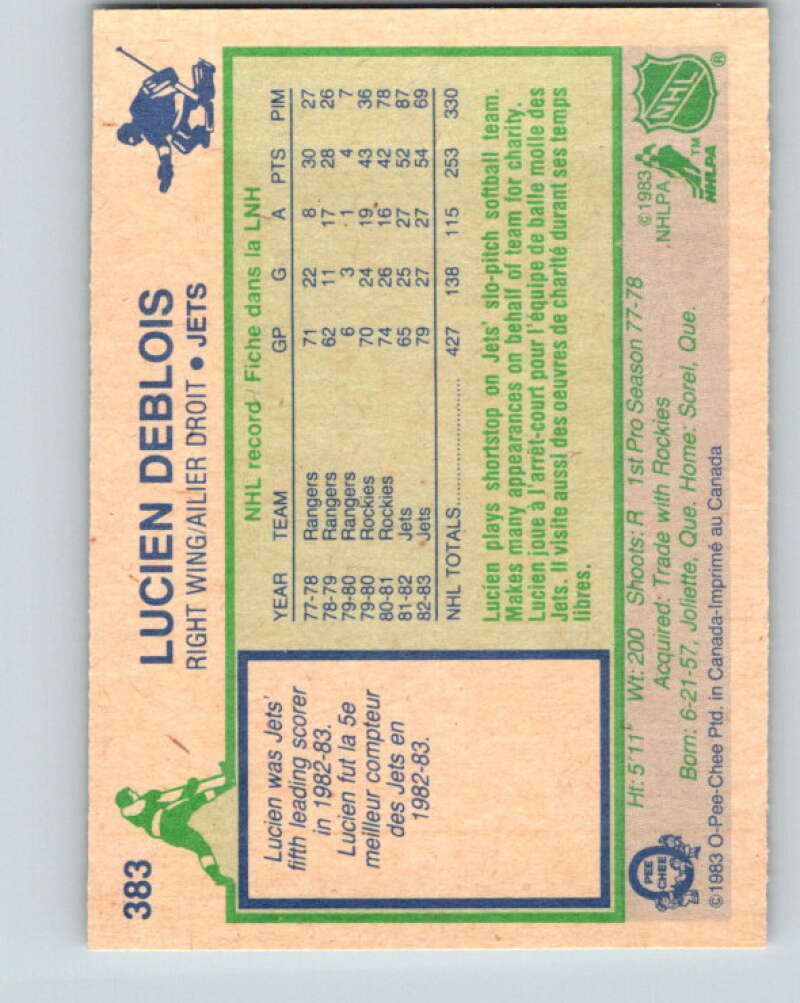 383
LUCIEN DEBLOIS
RIGHT WING/AILIER DROIT • JETS
Lucien was Jets'
fifth leading scorer
in 1982-83.
Lucien fut la 5e
meilleur compteur
des Jets en
1982-83.
NHL record / Fiche dans la LNH
YEAR TEAM GP G A PTS PIM
77-78 Rangers 71 22 8 30 27
78-79 Rangers 62 11 17 28 26
79-80 Rangers 6 3 1 4 7
79-80 Rockies 70 24 19 43 36
80-81 Rockies 74 26 16 42 78
81-82 Jets 65 25 27 52 87
82-83 Jets 79 27 27 54 69
NHL TOTALS.................. 427 138 115 253 330
Lucien plays shortstop on Jets' slo-pitch softball team.
Makes many appearances on behalf of team for charity.
Lucien joue à l'arrêt-court pour l'équipe de balle molle des
Jets. Il visite aussi des oeuvres de charité durant ses temps
libres.
Ht: 5'11" Wt: 200 Shoots: R 1st Pro Season 77-78
Acquired: Trade with Rockies
Born: 6-21-57, Joliette, Que. Home: Sorel, Que.
©1983 O-Pee-Chee Ptd. in Canada-Imprimé au Canada
O PEE CHEE
©1983
NHLPA
NHLPA
TM
NHL
®